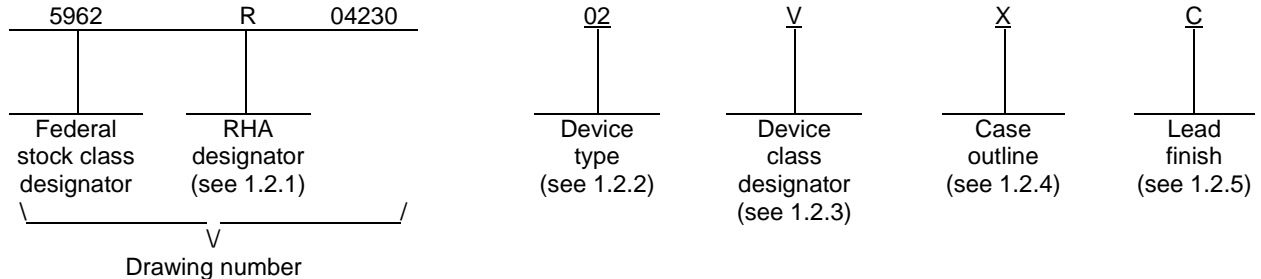 5962 R 04230 02 V X C
Federal stock class designator
RHA designator (see 1.2.1)
Device type (see 1.2.2)
Device class designator (see 1.2.3)
Case outline (see 1.2.4)
Lead finish (see 1.2.5)
Drawing number